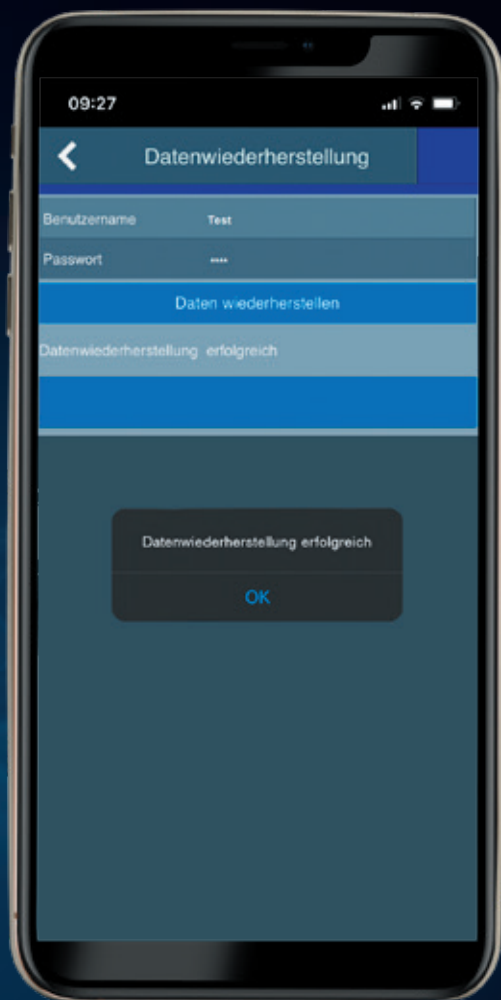 09:27
Datenwiederherstellung
Benutzername Test
Passwort ····
Daten wiederherstellen
Datenwiederherstellung erfolgreich
Datenwiederherstellung erfolgreich
OK